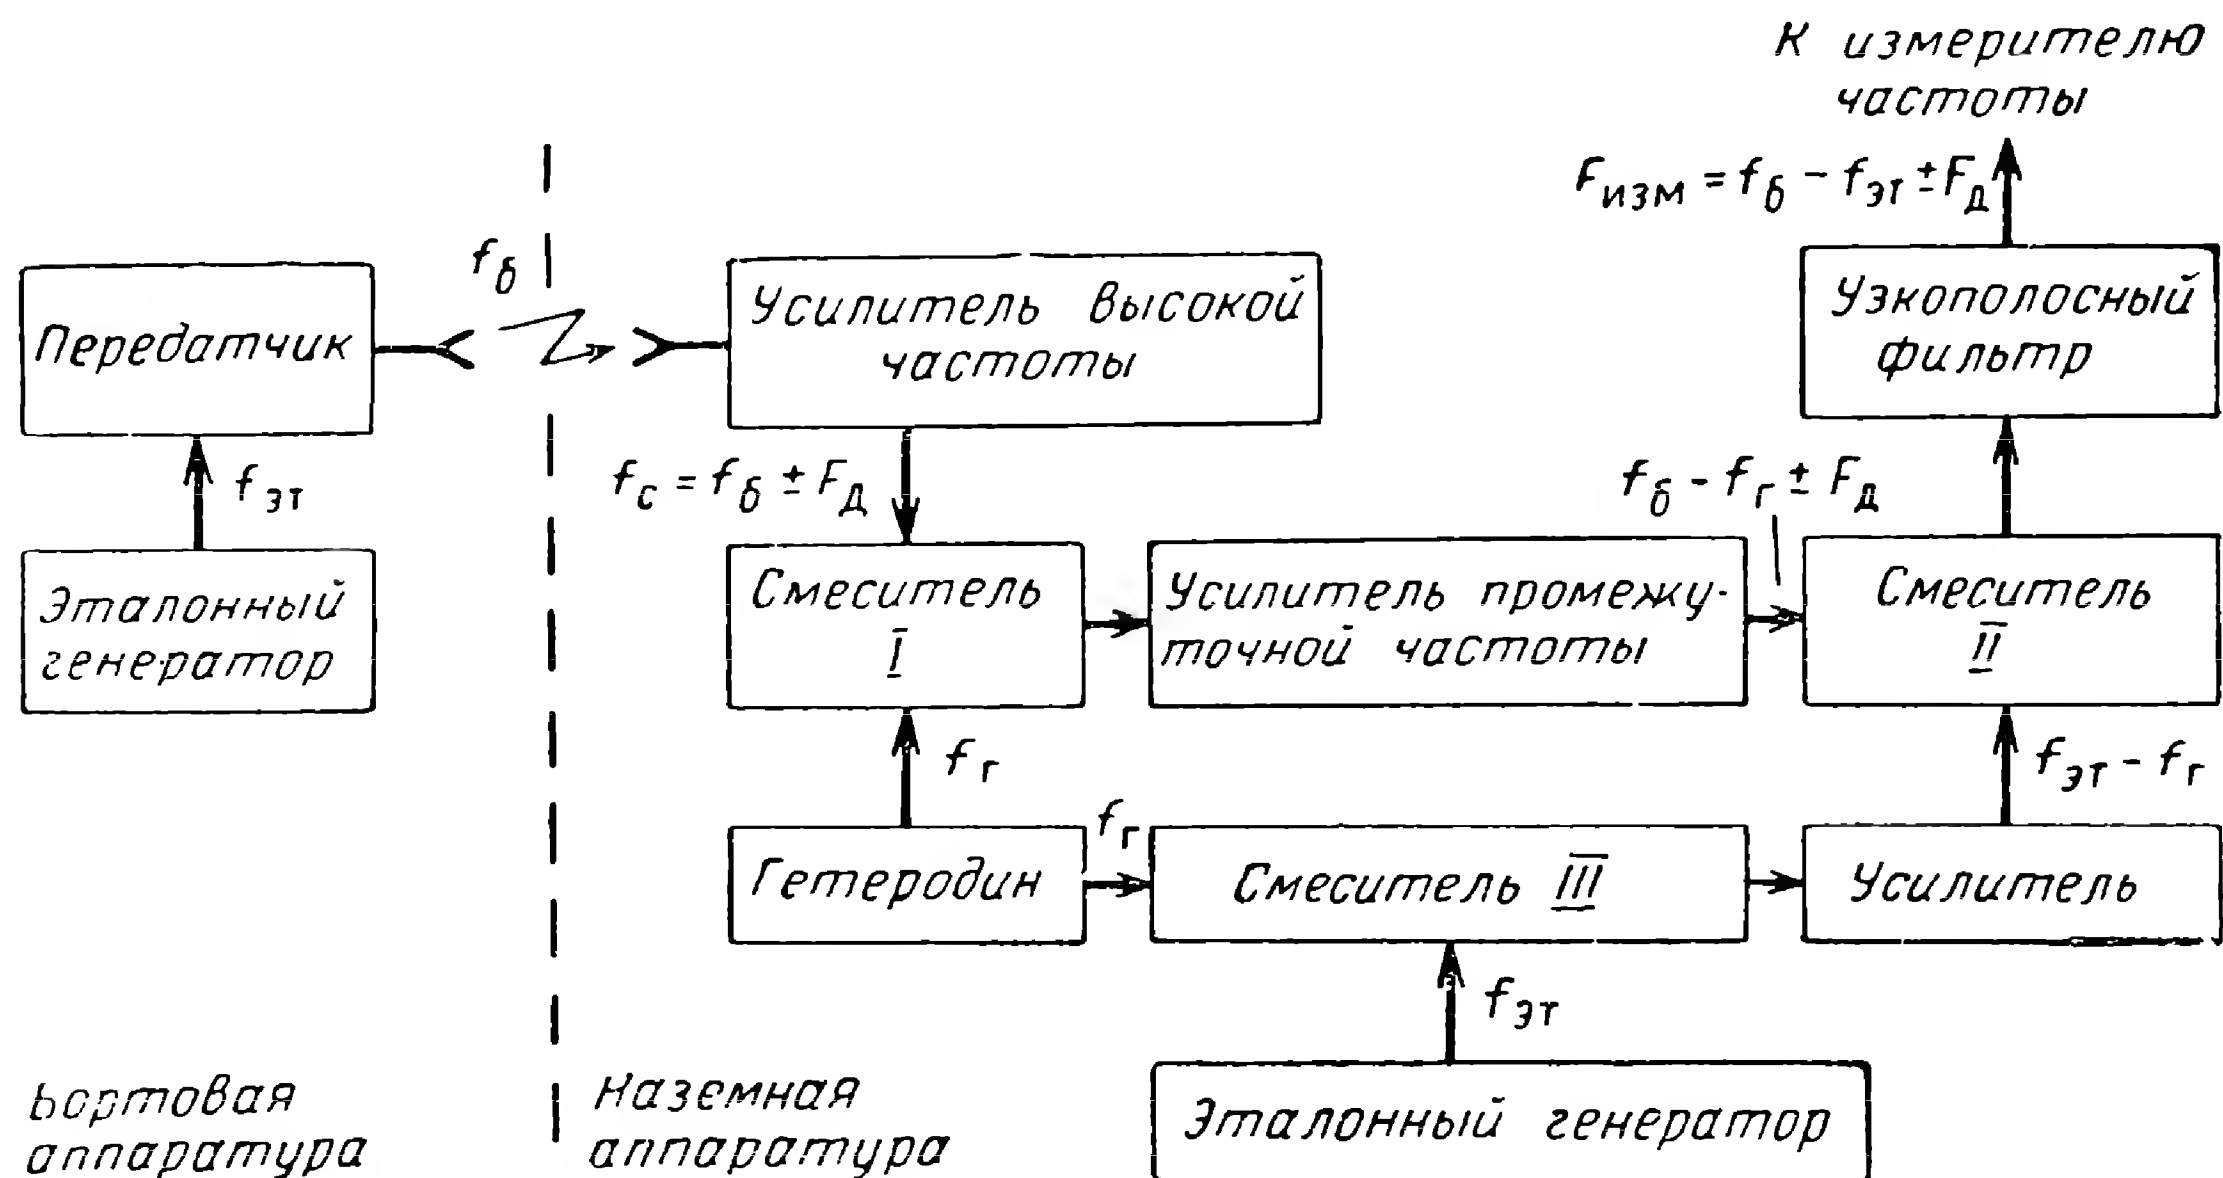 К измерителю
частоты
Fизм = fб - fэт ± Fд
fб
Передатчик
Усилитель высокой
частоты
Узкополосный
фильтр
fэт
fс = fб ± Fд
fб - fг ± Fд
Эталонный
генератор
Смеситель
I
Усилитель промежу-
точной частоты
Смеситель
II
fг
fэт - fг
Гетеродин
fг
Смеситель III
Усилитель
fэт
Эталонный генератор
Бортовая
аппаратура
Наземная
аппаратура